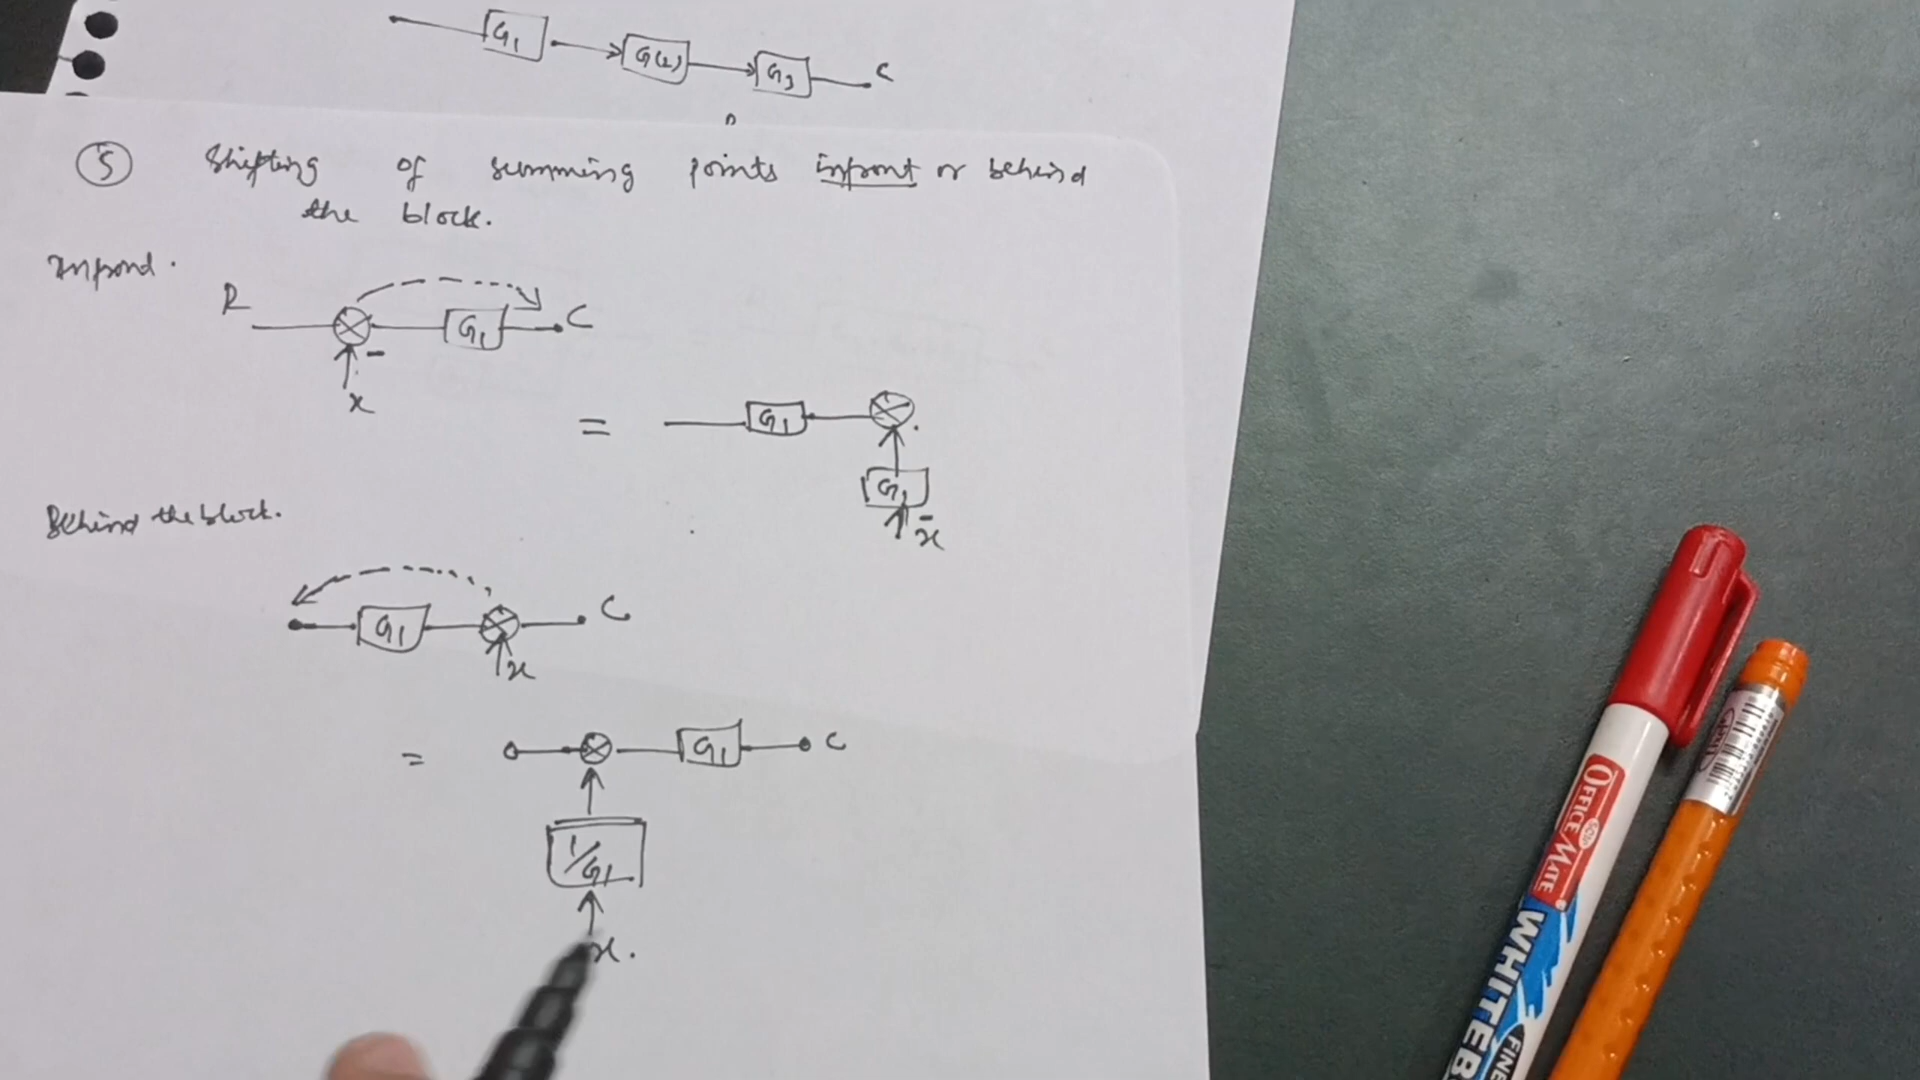 G1 G(2) G3 C
5 Shifting of summing points infront or behind
the block.
Infront.
R G1 C
-
x
= G1
G1
- x
Behind the block.
G1 C
x
= G1 C
1/G1
x.
OFFICE MATE
WHITEB
FINE